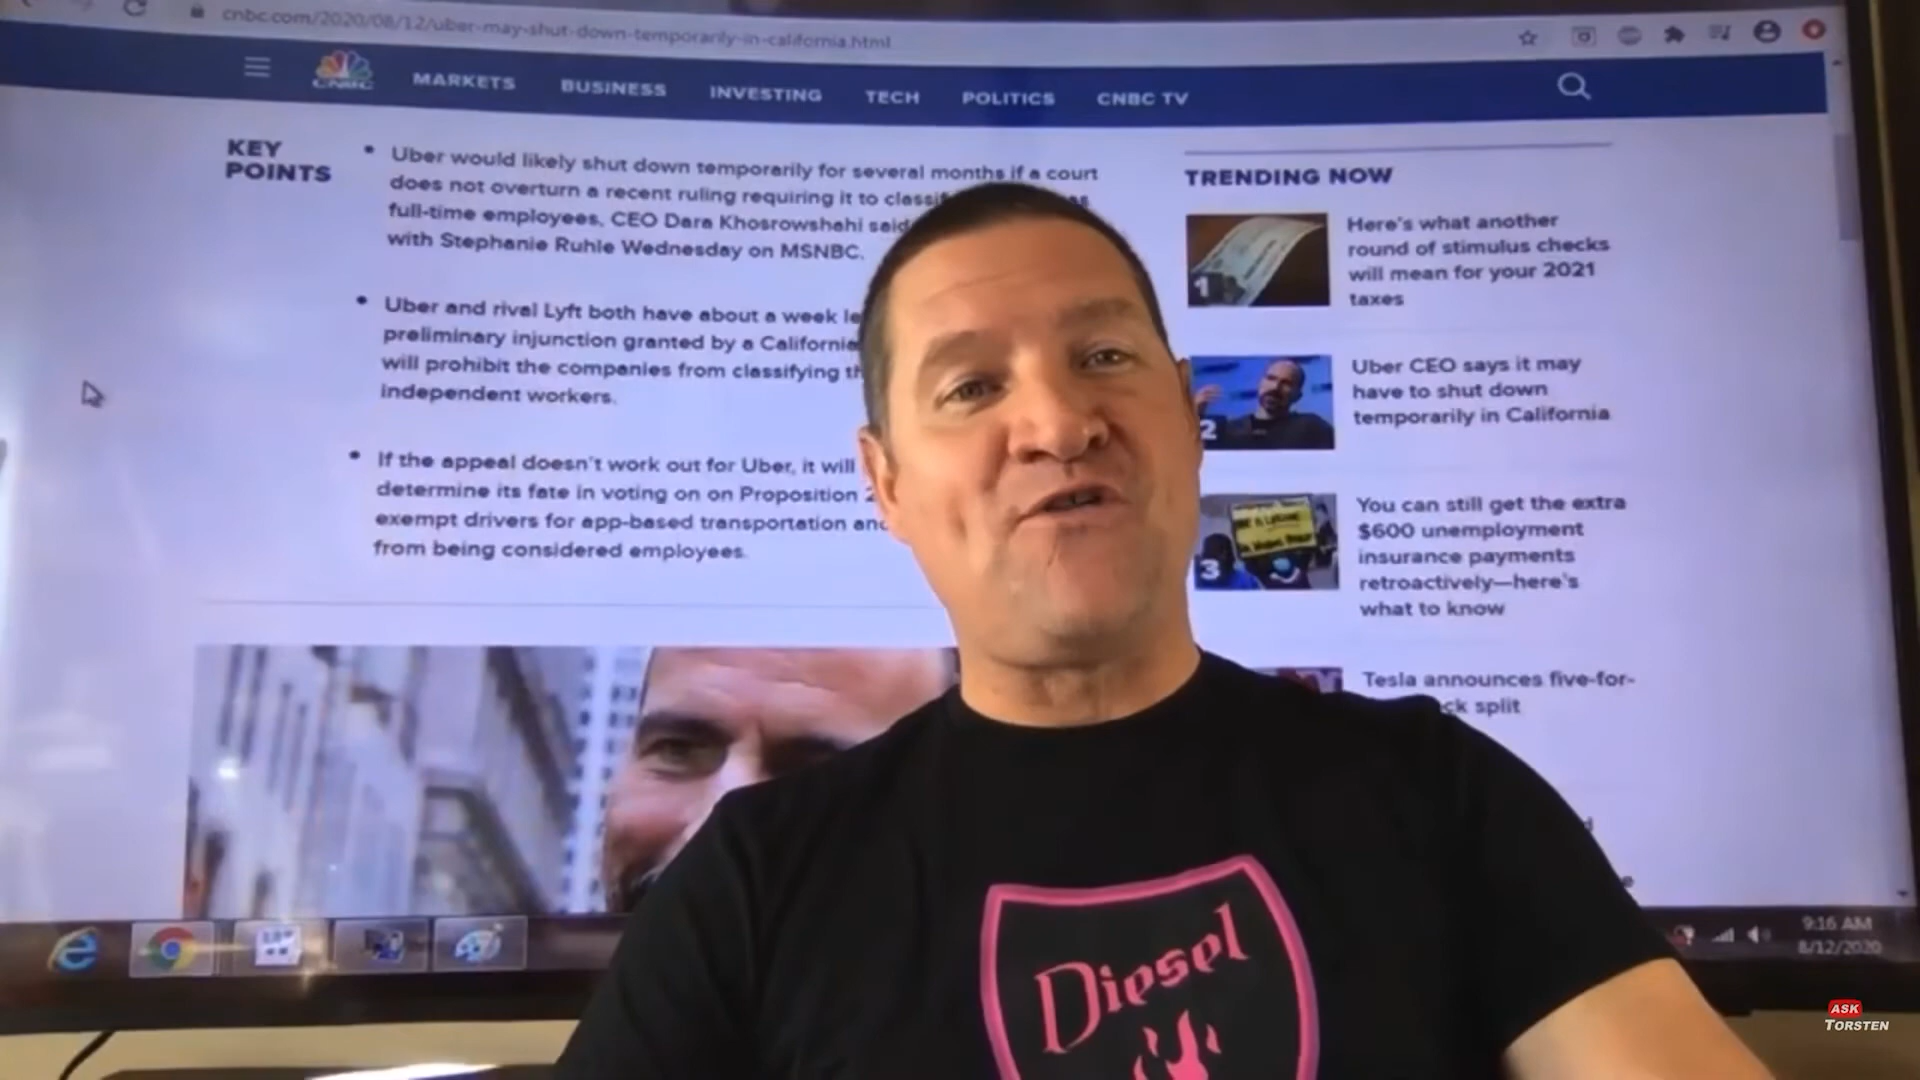 cnbc.com/2020/08/12/uber-may-shut-down-temporarily-in-california.html
CNBC
MARKETS
BUSINESS
INVESTING
TECH
POLITICS
CNBC TV
KEY
POINTS
Uber would likely shut down temporarily for several months if a court
does not overturn a recent ruling requiring it to
full-time employees, CEO Dara Khosrowshahi said
with Stephanie Ruhle Wednesday on MSNBC.
Uber and rival Lyft both have about a week
preliminary injunction granted by a California
will prohibit the companies from classifying
independent workers.
If the appeal doesn't work out for Uber, it will
determine its fate in voting on on Proposition
exempt drivers for app-based transportation
from being considered employees.
TRENDING NOW
1
Here's what another
round of stimulus checks
will mean for your 2021
taxes
2
Uber CEO says it may
have to shut down
temporarily in California
3
You can still get the extra
$600 unemployment
insurance payments
retroactively—here's
what to know
Tesla announces five-for-
split
Diesel
9:16 AM
8/12/2020
ASK
TORSTEN